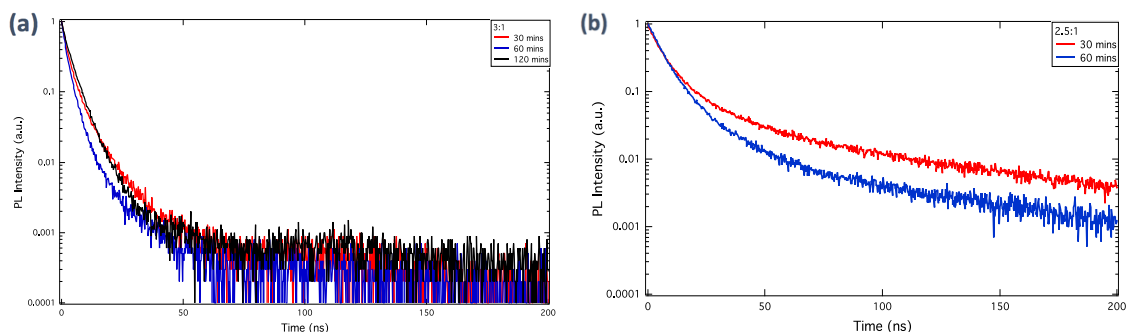 (a)
PL Intensity (a.u.)
1
0.1
0.01
0.001
0.0001
3:1
30 mins
60 mins
120 mins
0
50
100
150
200
Time (ns)
(b)
PL Intensity (a.u.)
1
0.1
0.01
0.001
0.0001
2.5:1
30 mins
60 mins
0
50
100
150
200
Time (ns)